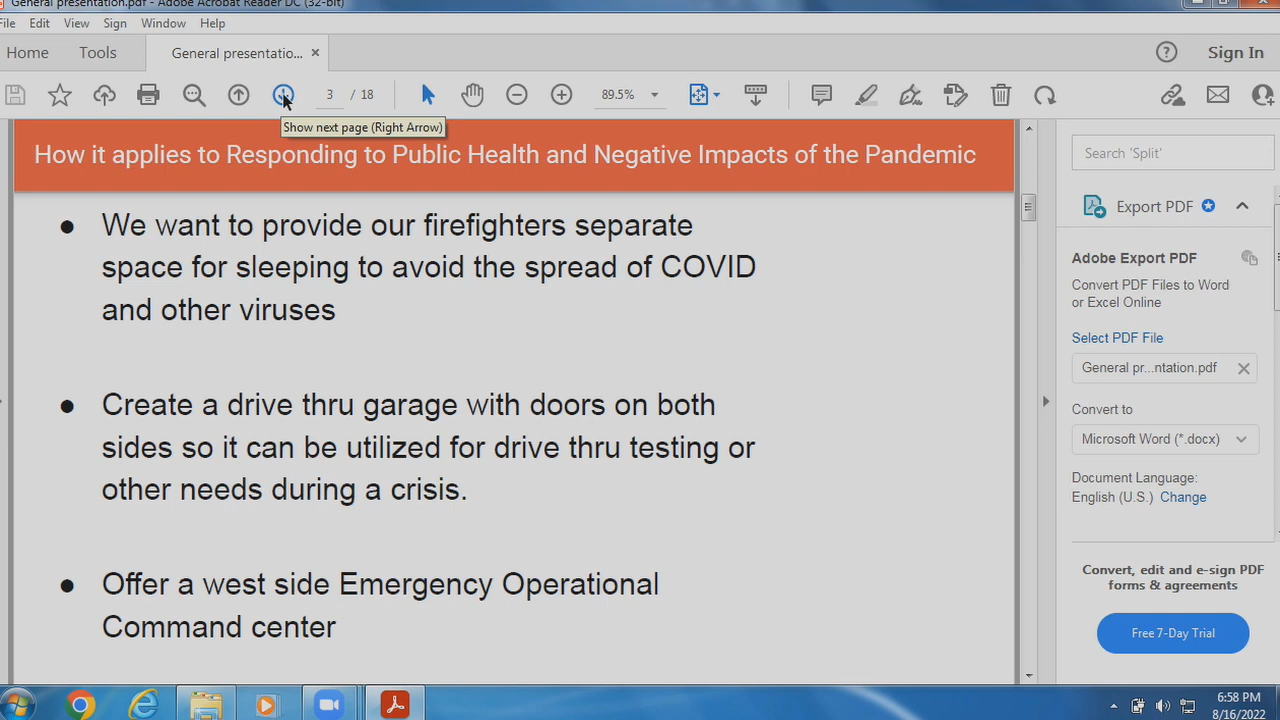 General presentation.pdf - Adobe Acrobat Reader DC (32-bit)
File Edit View Sign Window Help
Home Tools General presentatio... ×
Sign In
3 / 18 89.5%
Show next page (Right Arrow)
How it applies to Responding to Public Health and Negative Impacts of the Pandemic
● We want to provide our firefighters separate
space for sleeping to avoid the spread of COVID
and other viruses
● Create a drive thru garage with doors on both
sides so it can be utilized for drive thru testing or
other needs during a crisis.
● Offer a west side Emergency Operational
Command center
Search 'Split'
Export PDF
Adobe Export PDF
Convert PDF Files to Word
or Excel Online
Select PDF File
General pr...ntation.pdf
Convert to
Microsoft Word (*.docx)
Document Language:
English (U.S.) Change
Convert, edit and e-sign PDF
forms & agreements
Free 7-Day Trial
6:58 PM
8/16/2022